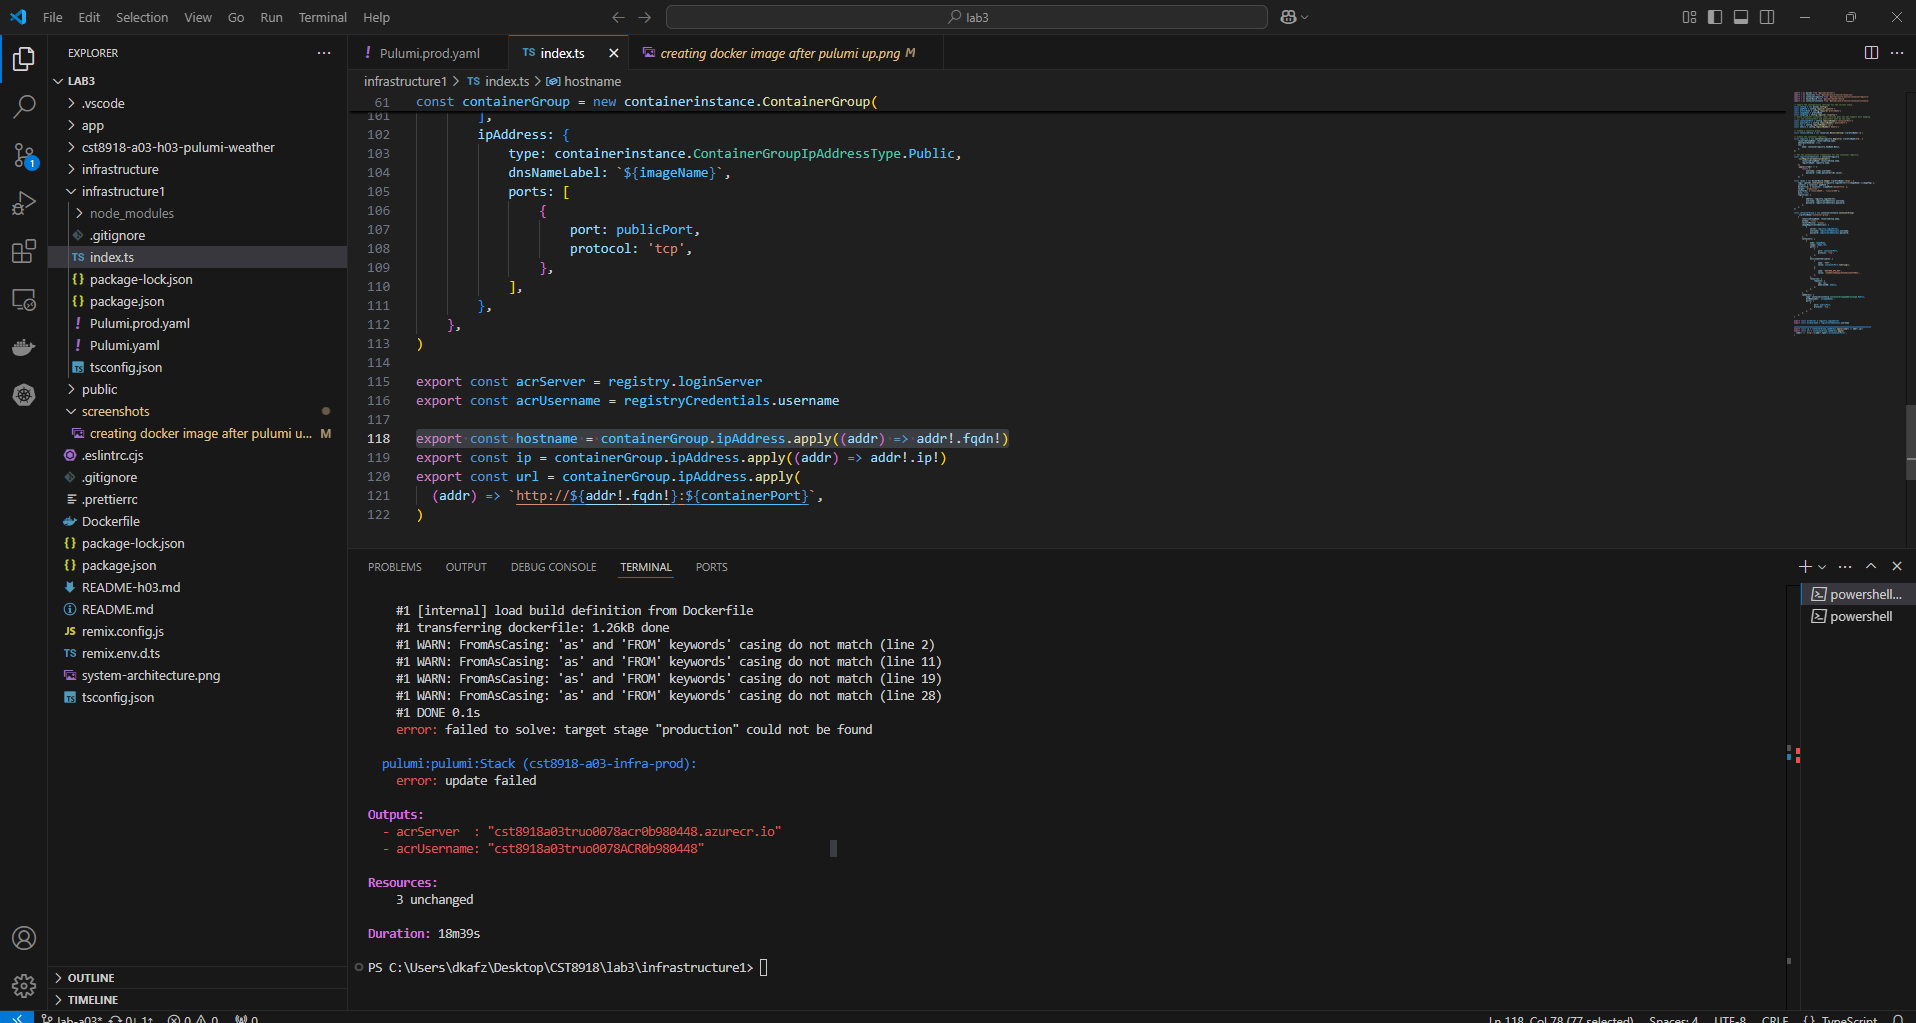 File Edit Selection View Go Run Terminal Help
lab3
EXPLORER
LAB3
.vscode
app
cst8918-a03-h03-pulumi-weather
infrastructure
infrastructure1
node_modules
.gitignore
TS index.ts
{} package-lock.json
{} package.json
! Pulumi.prod.yaml
! Pulumi.yaml
tsconfig.json
public
screenshots
creating docker image after pulumi u... M
.eslintrc.cjs
.gitignore
.prettierrc
Dockerfile
{} package-lock.json
{} package.json
README-h03.md
README.md
JS remix.config.js
TS remix.env.d.ts
system-architecture.png
tsconfig.json
OUTLINE
TIMELINE
! Pulumi.prod.yaml
TS index.ts
creating docker image after pulumi up.png M
infrastructure1 > TS index.ts > hostname
61 const containerGroup = new containerinstance.ContainerGroup(
101 ],
102 ipAddress: {
103 type: containerinstance.ContainerGroupIpAddressType.Public,
104 dnsNameLabel: `${imageName}`,
105 ports: [
106 {
107 port: publicPort,
108 protocol: 'tcp',
109 },
110 ],
111 },
112 },
113 )
114
115 export const acrServer = registry.loginServer
116 export const acrUsername = registryCredentials.username
117
118 export const hostname = containerGroup.ipAddress.apply((addr) => addr!.fqdn!)
119 export const ip = containerGroup.ipAddress.apply((addr) => addr!.ip!)
120 export const url = containerGroup.ipAddress.apply(
121 (addr) => `http://${addr!.fqdn!}:${containerPort}`,
122 )
PROBLEMS OUTPUT DEBUG CONSOLE TERMINAL PORTS
powershell...
powershell
#1 [internal] load build definition from Dockerfile
#1 transferring dockerfile: 1.26kB done
#1 WARN: FromAsCasing: 'as' and 'FROM' keywords' casing do not match (line 2)
#1 WARN: FromAsCasing: 'as' and 'FROM' keywords' casing do not match (line 11)
#1 WARN: FromAsCasing: 'as' and 'FROM' keywords' casing do not match (line 19)
#1 WARN: FromAsCasing: 'as' and 'FROM' keywords' casing do not match (line 28)
#1 DONE 0.1s
error: failed to solve: target stage "production" could not be found
pulumi:pulumi:Stack (cst8918-a03-infra-prod):
error: update failed
Outputs:
- acrServer : "cst8918a03truo0078acr0b980448.azurecr.io"
- acrUsername: "cst8918a03truo0078ACR0b980448"
Resources:
3 unchanged
Duration: 18m39s
PS C:\Users\dkafz\Desktop\CST8918\lab3\infrastructure1>
lab-a03* 0↓ 1↑ 0 0 0
Ln 118, Col 78 (77 selected) Spaces: 4 UTF-8 CRLF {} TypeScript